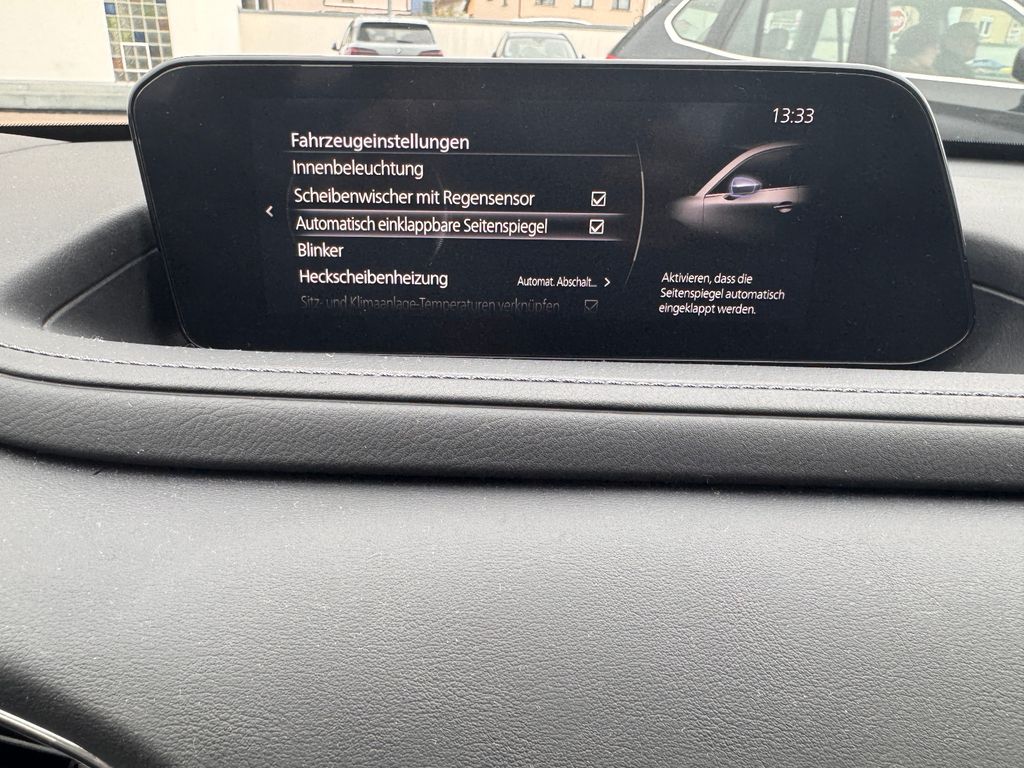 13:33
Fahrzeugeinstellungen
Innenbeleuchtung
Scheibenwischer mit Regensensor
Automatisch einklappbare Seitenspiegel
Blinker
Heckscheibenheizung Automat. Abschalt...
Sitz- und Klimaanlage-Temperaturen verknüpfen
Aktivieren, dass die
Seitenspiegel automatisch
eingeklappt werden.